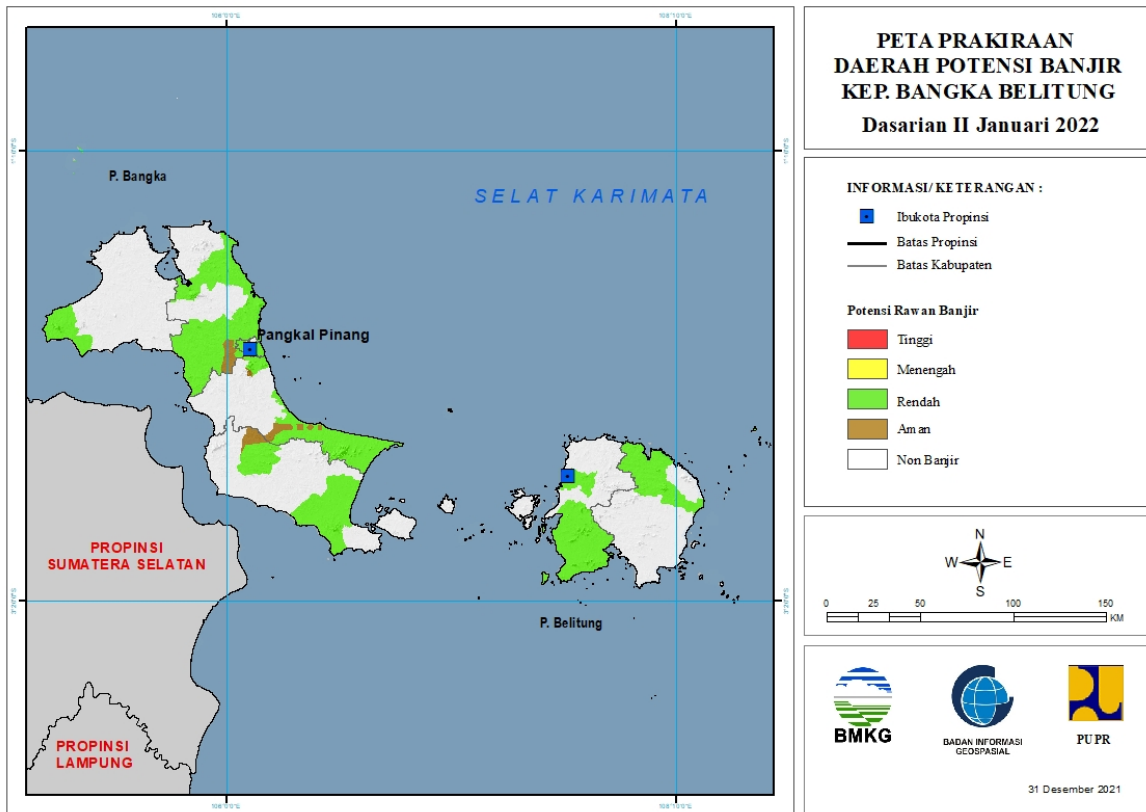 PETA PRAKIRAAN
DAERAH POTENSI BANJIR
KEP. BANGKA BELITUNG
Dasarian II Januari 2022
P. Bangka
SELAT KARIMATA
Pangkal Pinang
PROPINSI
SUMATERA SELATAN
P. Belitung
PROPINSI
LAMPUNG
INFORMASI/ KETERANGAN :
Ibukota Propinsi
Batas Propinsi
Batas Kabupaten
Potensi Rawan Banjir
Tinggi
Menengah
Rendah
Aman
Non Banjir
N
W E
S
0 25 50 100 150
KM
BMKG
BADAN INFORMASI
GEOSPASIAL
PUPR
31 Desember 2021